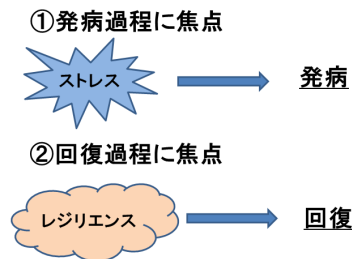 ①発病過程に焦点
ストレス
発病
②回復過程に焦点
レジリエンス
回復